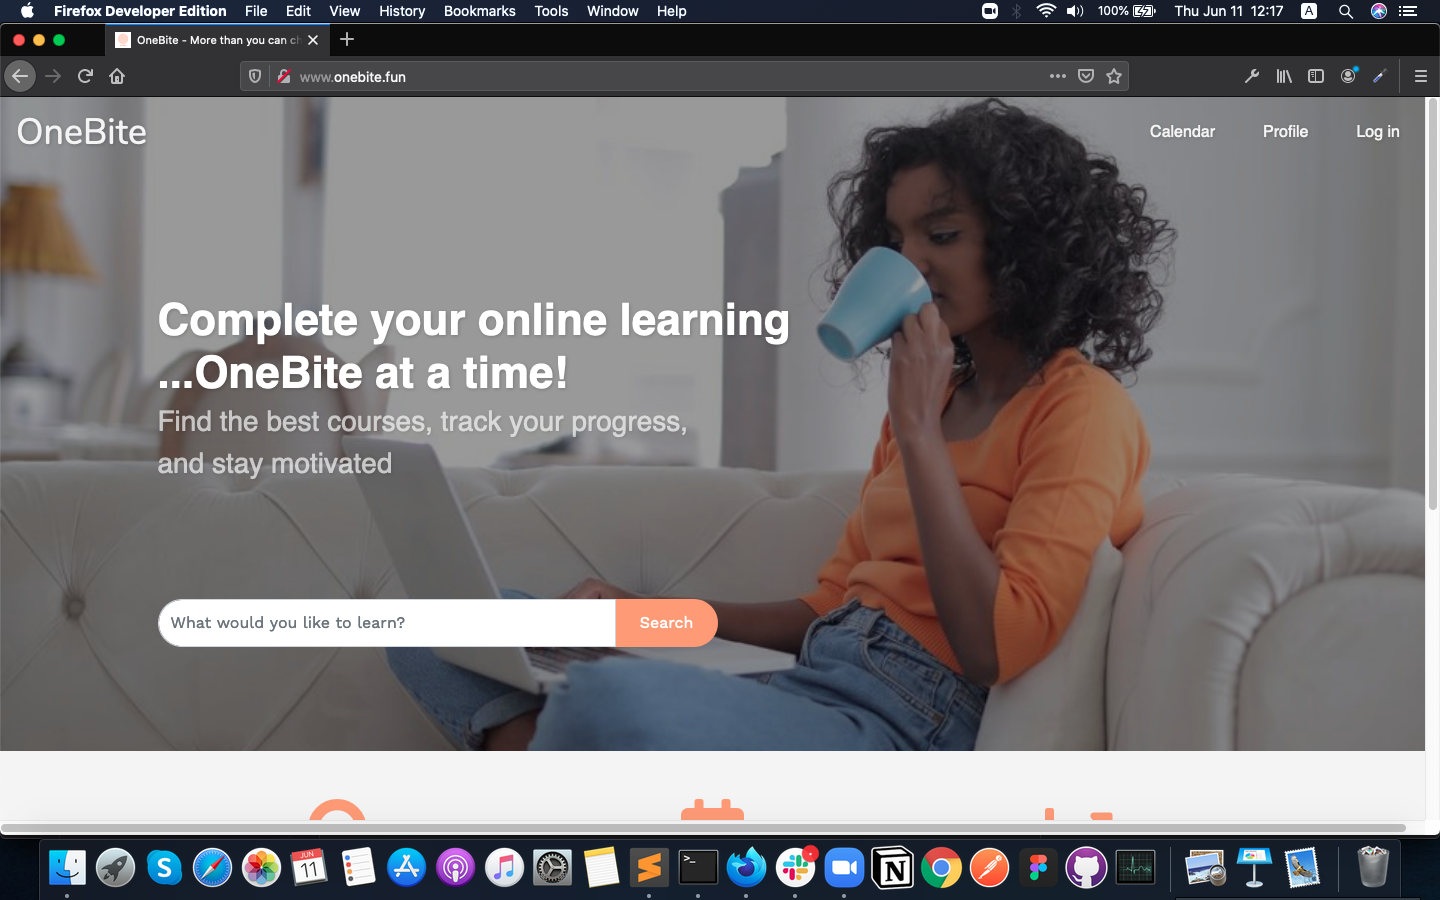 Firefox Developer Edition File Edit View History Bookmarks Tools Window Help 100% Thu Jun 11 12:17 A
OneBite - More than you can ch
www.onebite.fun
OneBite Calendar Profile Log in
Complete your online learning
...OneBite at a time!
Find the best courses, track your progress,
and stay motivated
What would you like to learn? Search
JUN
11